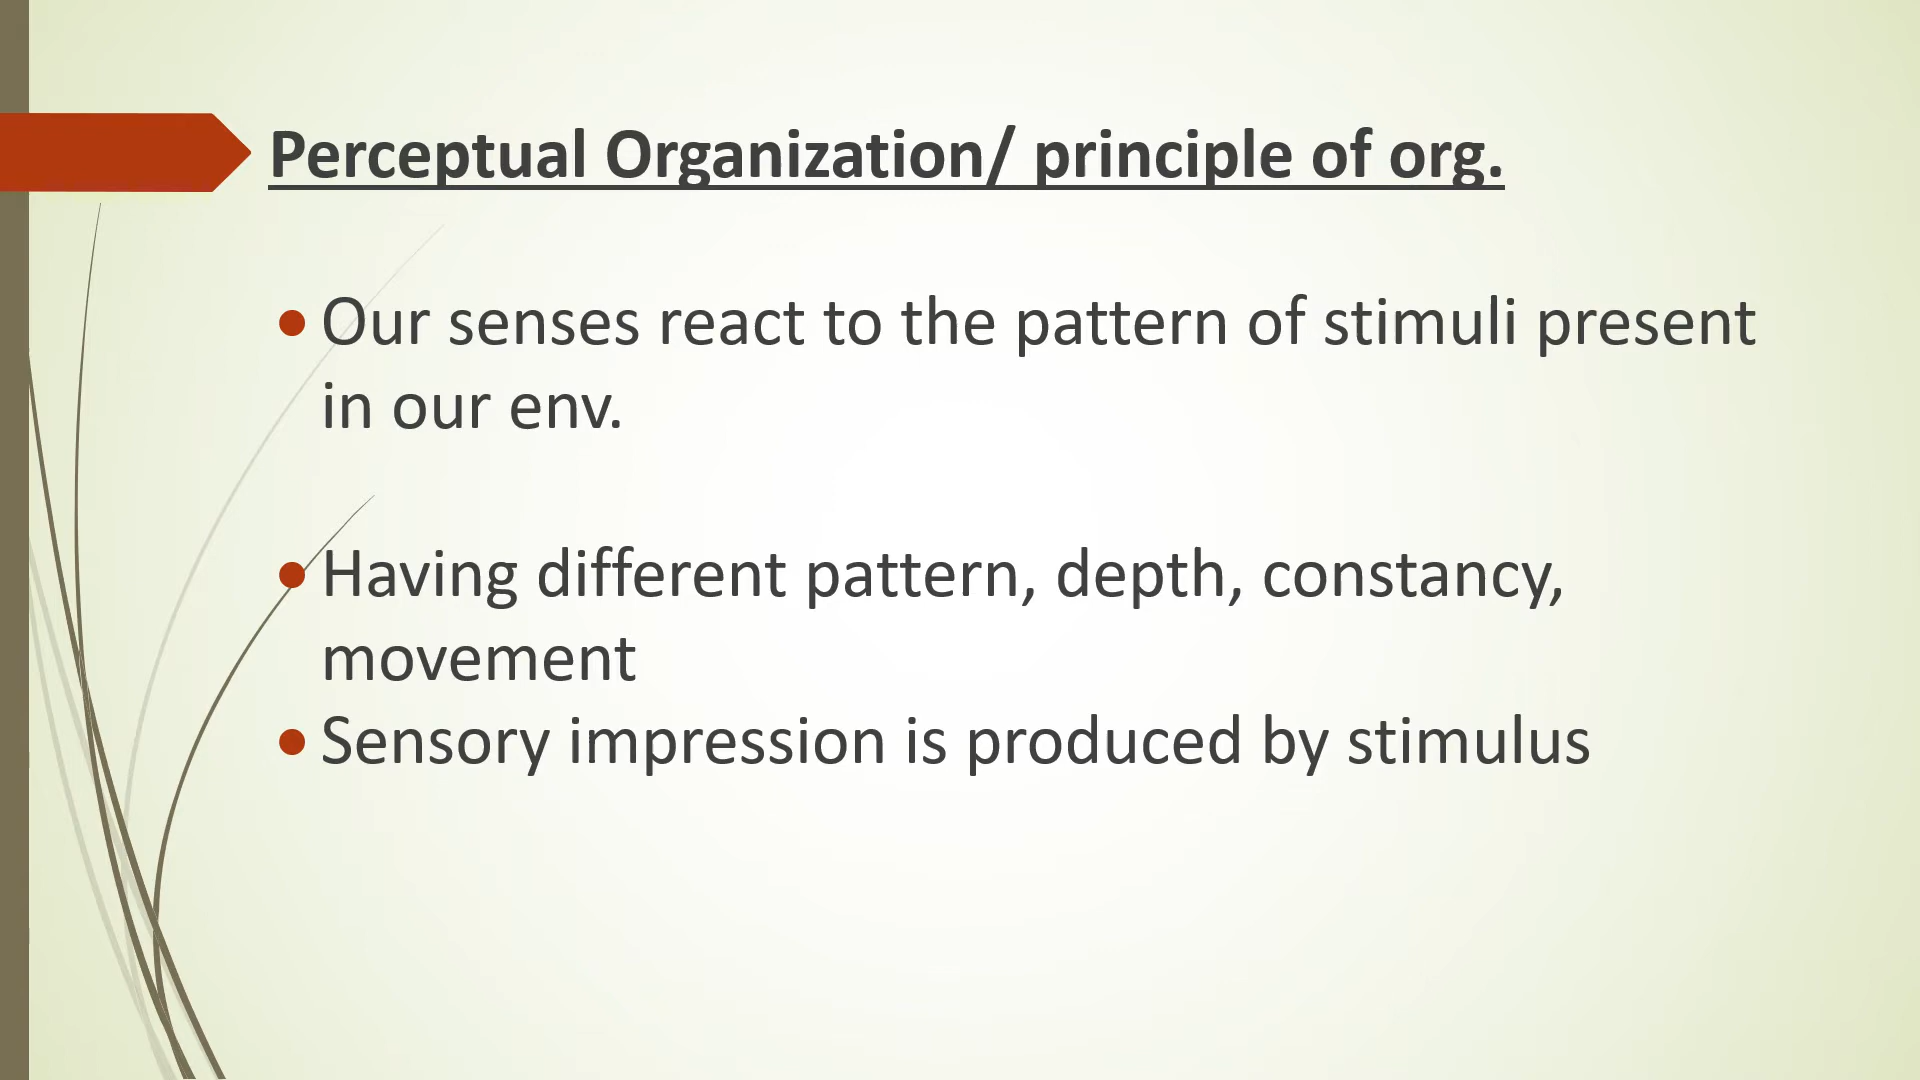 Perceptual Organization/ principle of org.
• Our senses react to the pattern of stimuli present
in our env.
• Having different pattern, depth, constancy,
movement
• Sensory impression is produced by stimulus